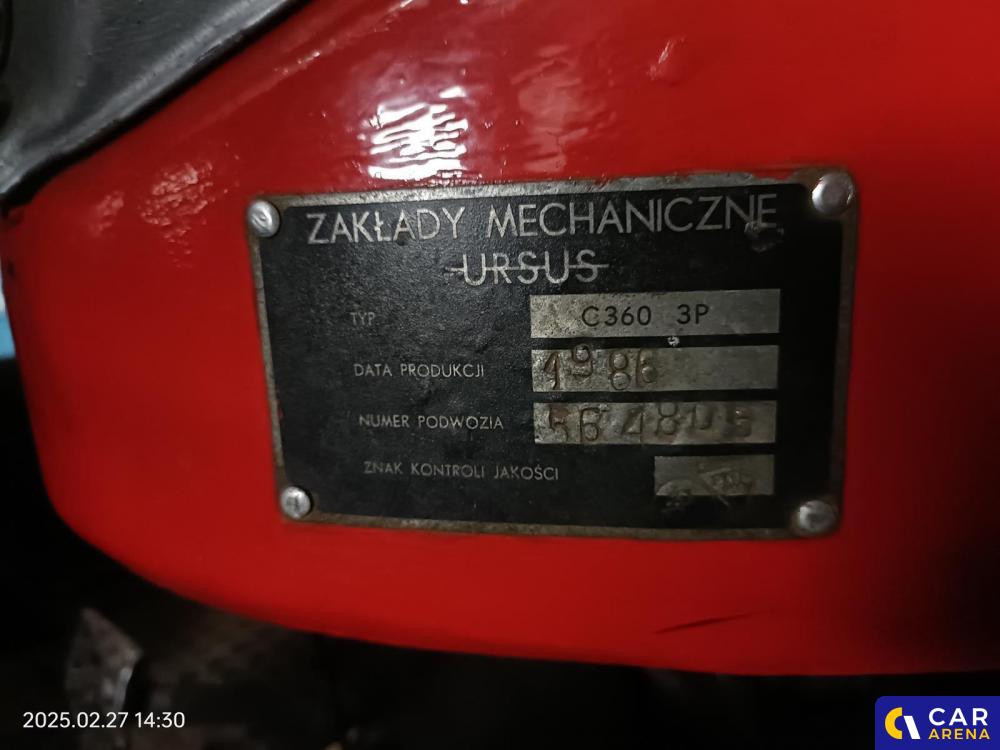 ZAKŁADY MECHANICZNE
URSUS
TYP C360 3P
DATA PRODUKCJI 1986
NUMER PODWOZIA
ZNAK KONTROLI JAKOŚCI
2025.02.27 14:30
CAR
ARENA